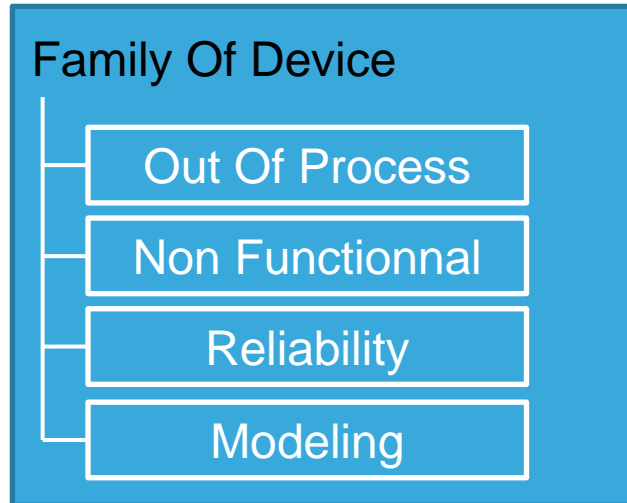 Family Of Device
Out Of Process
Non Functionnal
Reliability
Modeling